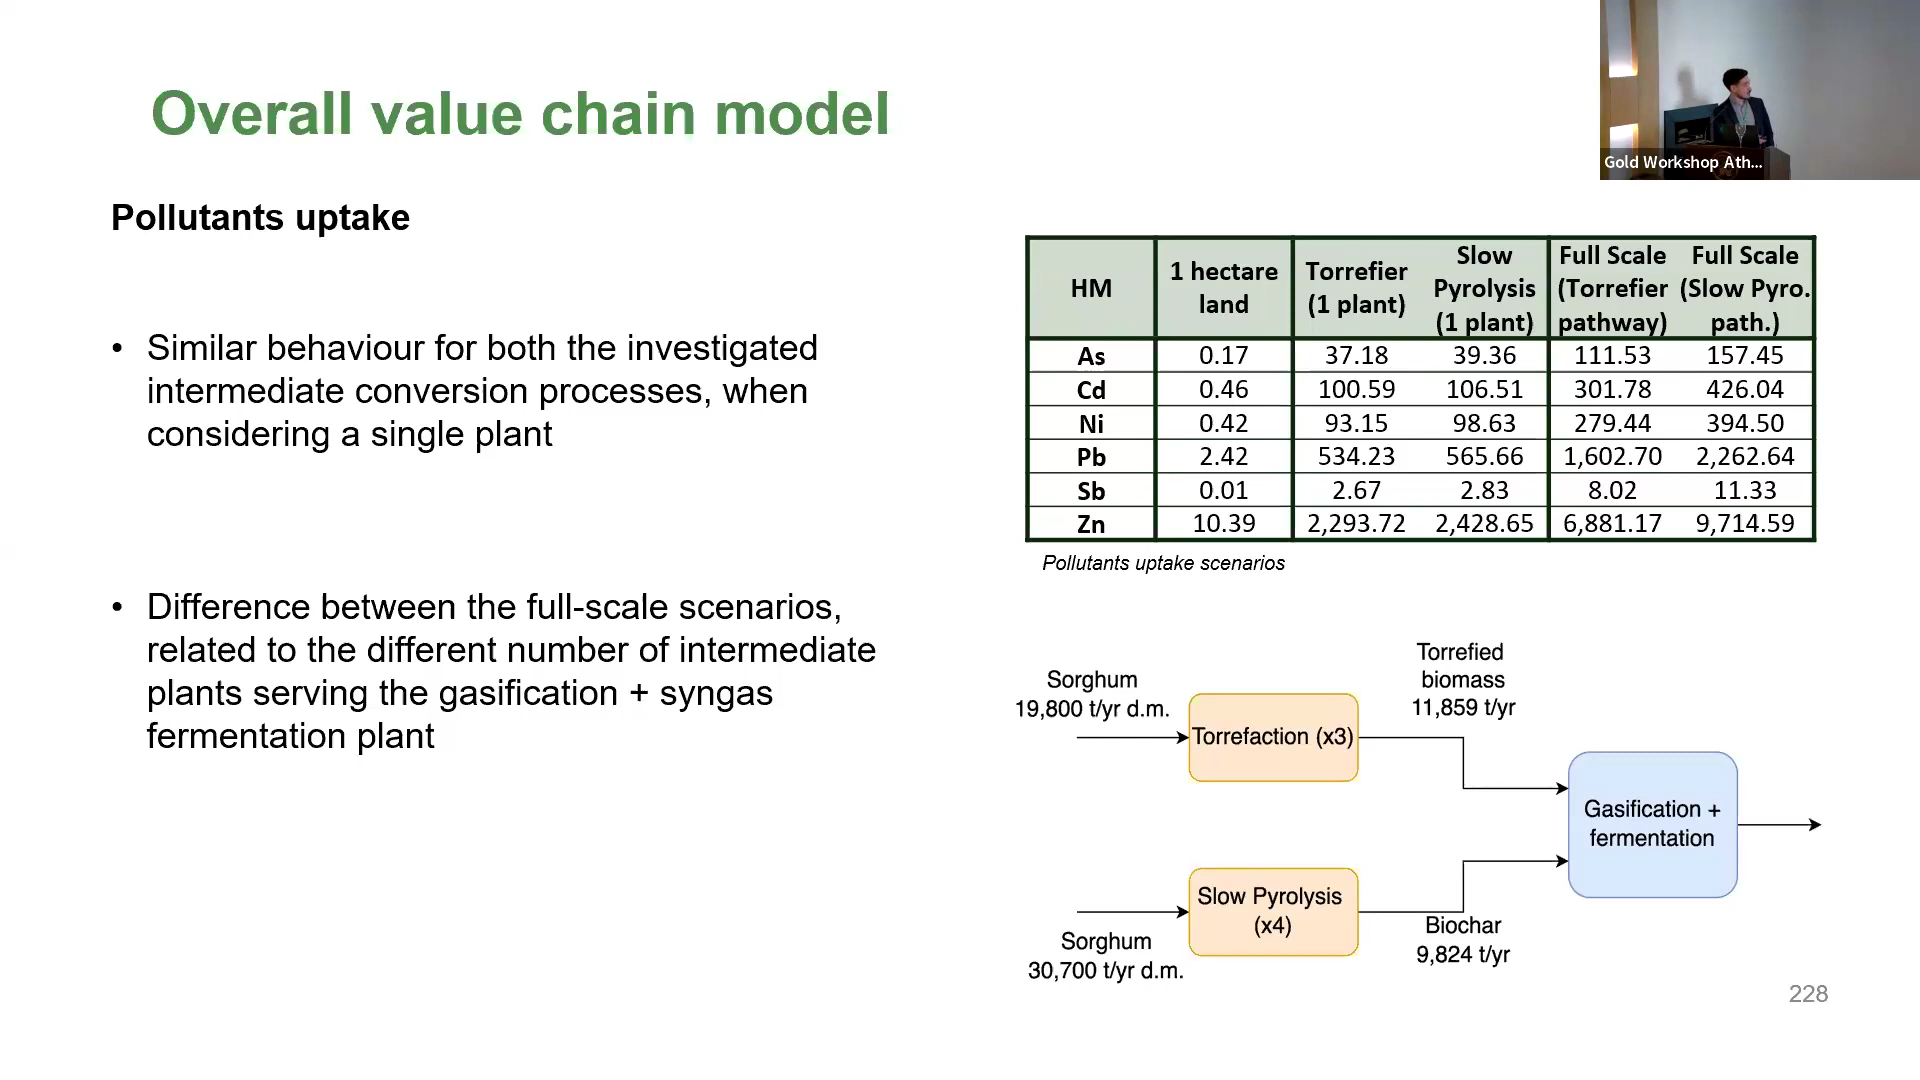 Overall value chain model
Gold Workshop Ath...
Pollutants uptake
• Similar behaviour for both the investigated
intermediate conversion processes, when
considering a single plant
• Difference between the full-scale scenarios,
related to the different number of intermediate
plants serving the gasification + syngas
fermentation plant
HM | 1 hectare land | Torrefier (1 plant) | Slow Pyrolysis (1 plant) | Full Scale (Torrefier pathway) | Full Scale (Slow Pyro. path.)
As 0.17 37.18 39.36 111.53 157.45
Cd 0.46 100.59 106.51 301.78 426.04
Ni 0.42 93.15 98.63 279.44 394.50
Pb 2.42 534.23 565.66 1,602.70 2,262.64
Sb 0.01 2.67 2.83 8.02 11.33
Zn 10.39 2,293.72 2,428.65 6,881.17 9,714.59
Pollutants uptake scenarios
Sorghum
19,800 t/yr d.m.
Torrefaction (x3)
Torrefied
biomass
11,859 t/yr
Gasification +
fermentation
Slow Pyrolysis
(x4)
Sorghum
30,700 t/yr d.m.
Biochar
9,824 t/yr
228